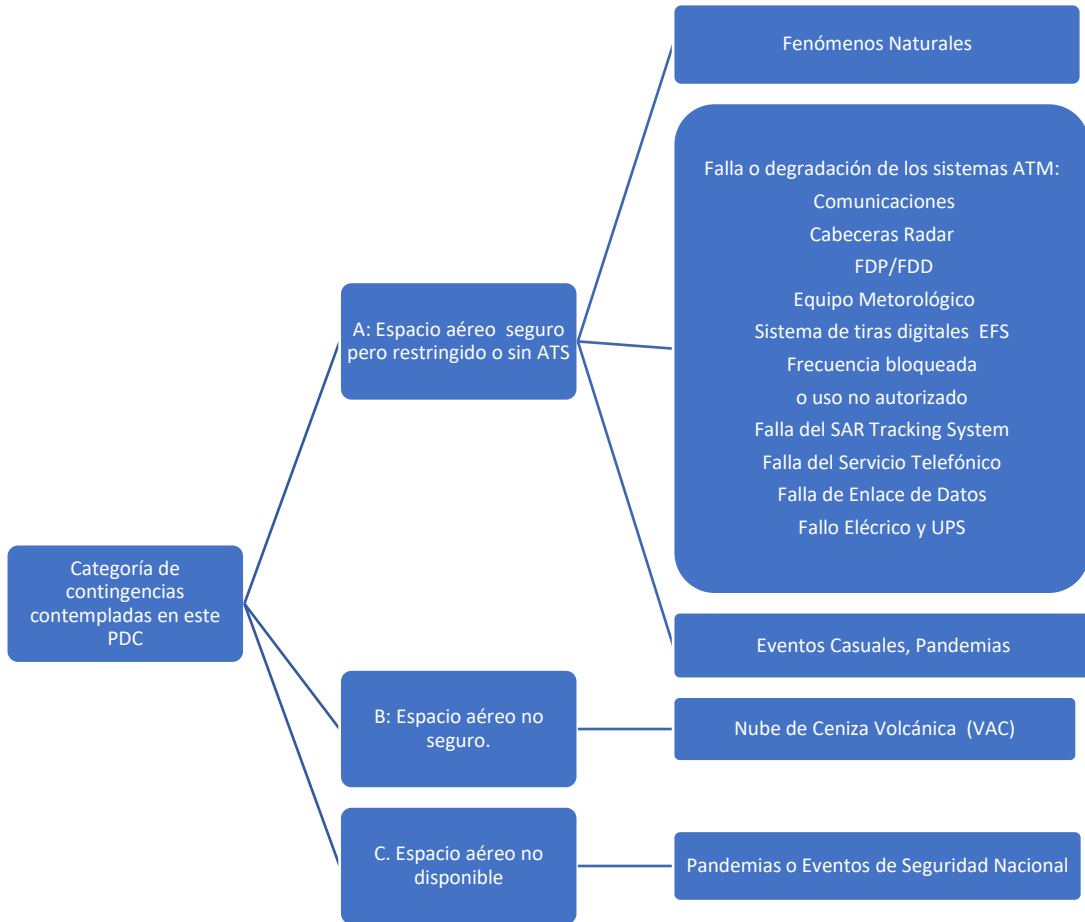 Categoría de
contingencias
contempladas en este
PDC
A: Espacio aéreo seguro
pero restringido o sin ATS
Fenómenos Naturales
Falla o degradación de los sistemas ATM:
Comunicaciones
Cabeceras Radar
FDP/FDD
Equipo Metorológico
Sistema de tiras digitales EFS
Frecuencia bloqueada
o uso no autorizado
Falla del SAR Tracking System
Falla del Servicio Telefónico
Falla de Enlace de Datos
Fallo Elécrico y UPS
Eventos Casuales, Pandemias
B: Espacio aéreo no
seguro.
Nube de Ceniza Volcánica (VAC)
C. Espacio aéreo no
disponible
Pandemias o Eventos de Seguridad Nacional